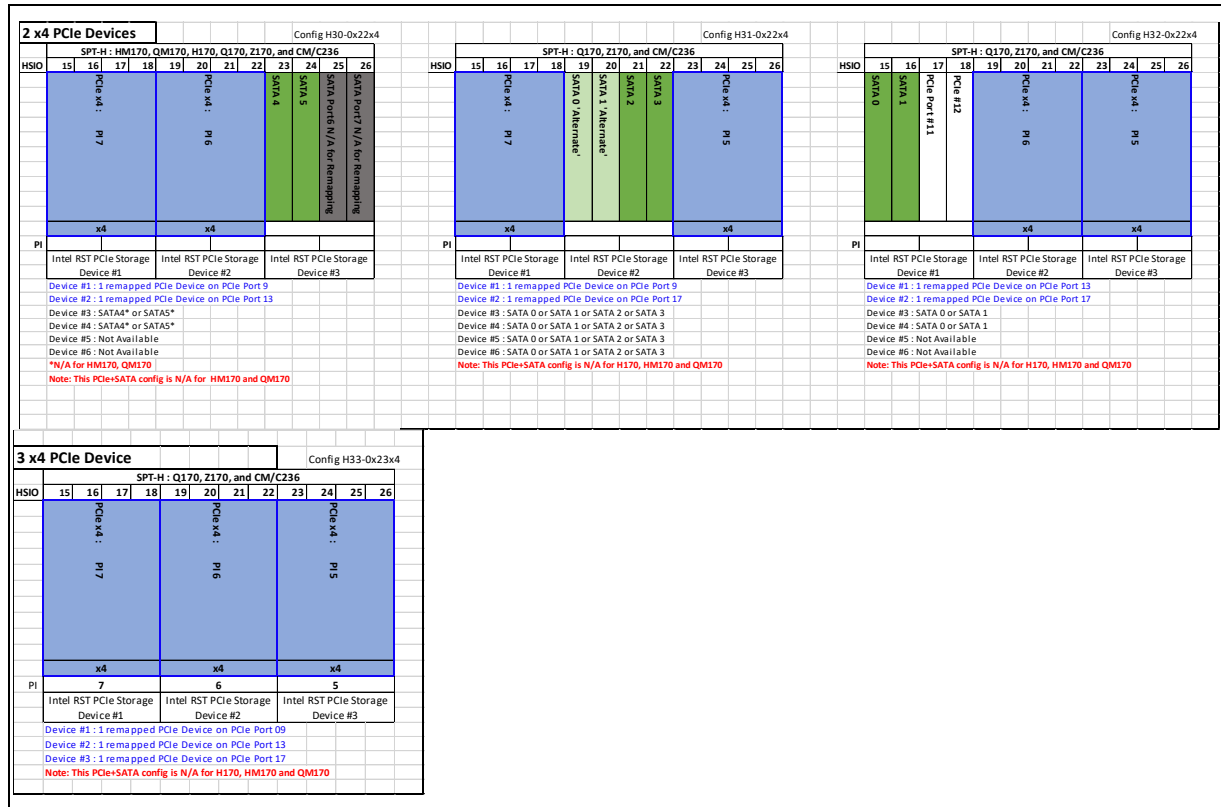 2 x4 PCIe Devices
Config H30-0x22x4
SPT-H : HM170, QM170, H170, Q170, Z170, and CM/C236
HSIO 15 16 17 18 19 20 21 22 23 24 25 26
PCIe x4 : PI 7
PCIe x4 : PI 6
SATA 4
SATA 5
SATA Port6 N/A for Remapping
SATA Port7 N/A for Remapping
x4 x4
PI
Intel RST PCIe Storage Device #1
Intel RST PCIe Storage Device #2
Intel RST PCIe Storage Device #3
Device #1 : 1 remapped PCIe Device on PCIe Port 9
Device #2 : 1 remapped PCIe Device on PCIe Port 13
Device #3 : SATA4* or SATA5*
Device #4 : SATA4* or SATA5*
Device #5 : Not Available
Device #6 : Not Available
*N/A for HM170, QM170
Note: This PCIe+SATA config is N/A for HM170 and QM170
Config H31-0x22x4
SPT-H : Q170, Z170, and CM/C236
HSIO 15 16 17 18 19 20 21 22 23 24 25 26
PCIe x4 : PI 7
SATA 0 'Alternate'
SATA 1 'Alternate'
SATA 2
SATA 3
PCIe x4 : PI 5
x4 x4
PI
Intel RST PCIe Storage Device #1
Intel RST PCIe Storage Device #2
Intel RST PCIe Storage Device #3
Device #1 : 1 remapped PCIe Device on PCIe Port 9
Device #2 : 1 remapped PCIe Device on PCIe Port 17
Device #3 : SATA 0 or SATA 1 or SATA 2 or SATA 3
Device #4 : SATA 0 or SATA 1 or SATA 2 or SATA 3
Device #5 : SATA 0 or SATA 1 or SATA 2 or SATA 3
Device #6 : SATA 0 or SATA 1 or SATA 2 or SATA 3
Note: This PCIe+SATA config is N/A for H170, HM170 and QM170
Config H32-0x22x4
SPT-H : Q170, Z170, and CM/C236
HSIO 15 16 17 18 19 20 21 22 23 24 25 26
SATA 0
SATA 1
PCIe Port #11
PCIe #12
PCIe x4 : PI 6
PCIe x4 : PI 5
x4 x4
PI
Intel RST PCIe Storage Device #1
Intel RST PCIe Storage Device #2
Intel RST PCIe Storage Device #3
Device #1 : 1 remapped PCIe Device on PCIe Port 13
Device #2 : 1 remapped PCIe Device on PCIe Port 17
Device #3 : SATA 0 or SATA 1
Device #4 : SATA 0 or SATA 1
Device #5 : Not Available
Device #6 : Not Available
Note: This PCIe+SATA config is N/A for H170, HM170 and QM170
3 x4 PCIe Device
Config H33-0x23x4
SPT-H : Q170, Z170, and CM/C236
HSIO 15 16 17 18 19 20 21 22 23 24 25 26
PCIe x4 : PI 7
PCIe x4 : PI 6
PCIe x4 : PI 5
x4 x4 x4
PI 7 6 5
Intel RST PCIe Storage Device #1
Intel RST PCIe Storage Device #2
Intel RST PCIe Storage Device #3
Device #1 : 1 remapped PCIe Device on PCIe Port 09
Device #2 : 1 remapped PCIe Device on PCIe Port 13
Device #3 : 1 remapped PCIe Device on PCIe Port 17
Note: This PCIe+SATA config is N/A for H170, HM170 and QM170